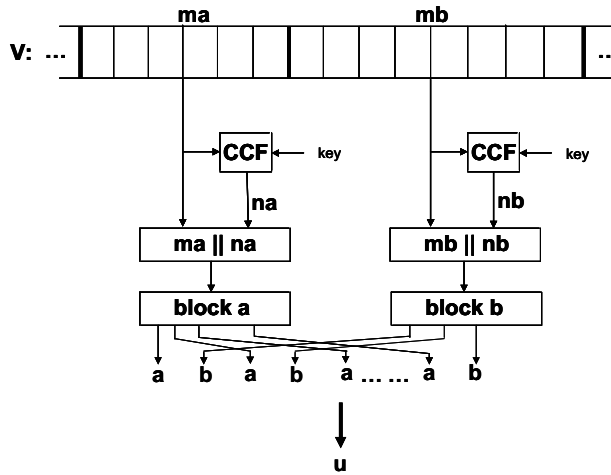 ma mb
V: ... ...
CCF key CCF key
na nb
ma || na mb || nb
block a block b
a b a b a ... ... a b
u